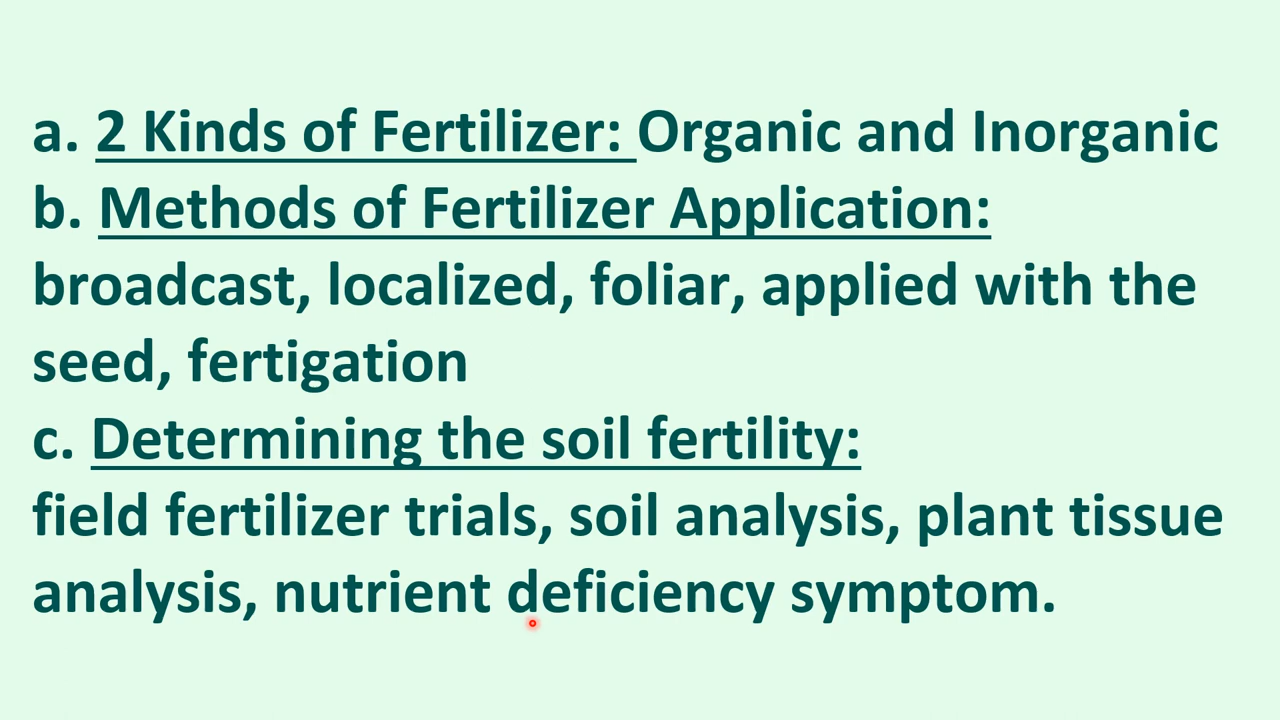 a. 2 Kinds of Fertilizer: Organic and Inorganic
b. Methods of Fertilizer Application:
broadcast, localized, foliar, applied with the
seed, fertigation
c. Determining the soil fertility:
field fertilizer trials, soil analysis, plant tissue
analysis, nutrient deficiency symptom.